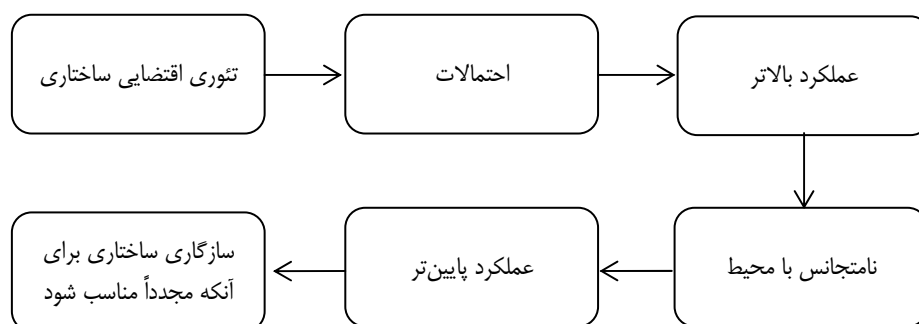 تئوری اقتضایی ساختاری
احتمالات
عملکرد بالاتر
نامتجانس با محیط
عملکرد پایین‌تر
سازگاری ساختاری برای
آنکه مجدداً مناسب شود